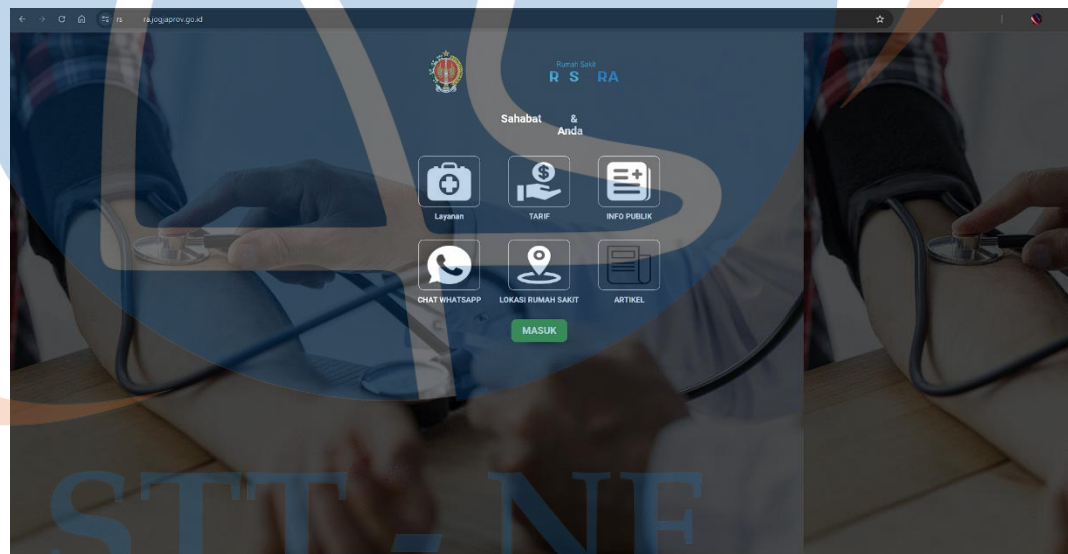 rs rajogjaprov.go.id
Rumah Sakit
R S RA
Sahabat &
Anda
Layanan TARIF INFO PUBLIK
CHAT WHATSAPP LOKASI RUMAH SAKIT ARTIKEL
MASUK
STT - NF